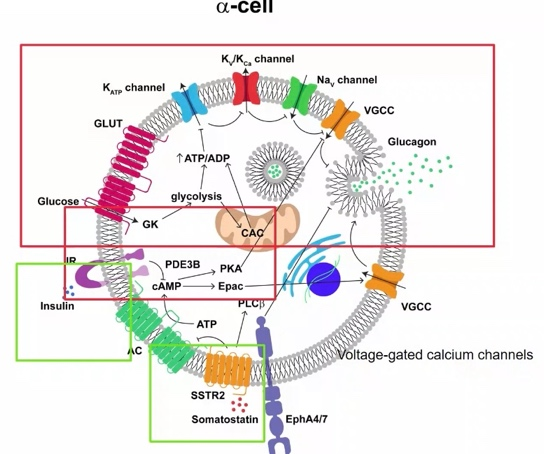 α-cell
Kv/KCa channel
KATP channel
NaV channel
VGCC
GLUT
Glucagon
↑ATP/ADP
glycolysis
Glucose
GK
CAC
IR
PDE3B
PKA
cAMP
Epac
Insulin
PLCβ
VGCC
ATP
AC
Voltage-gated calcium channels
SSTR2
Somatostatin
EphA4/7